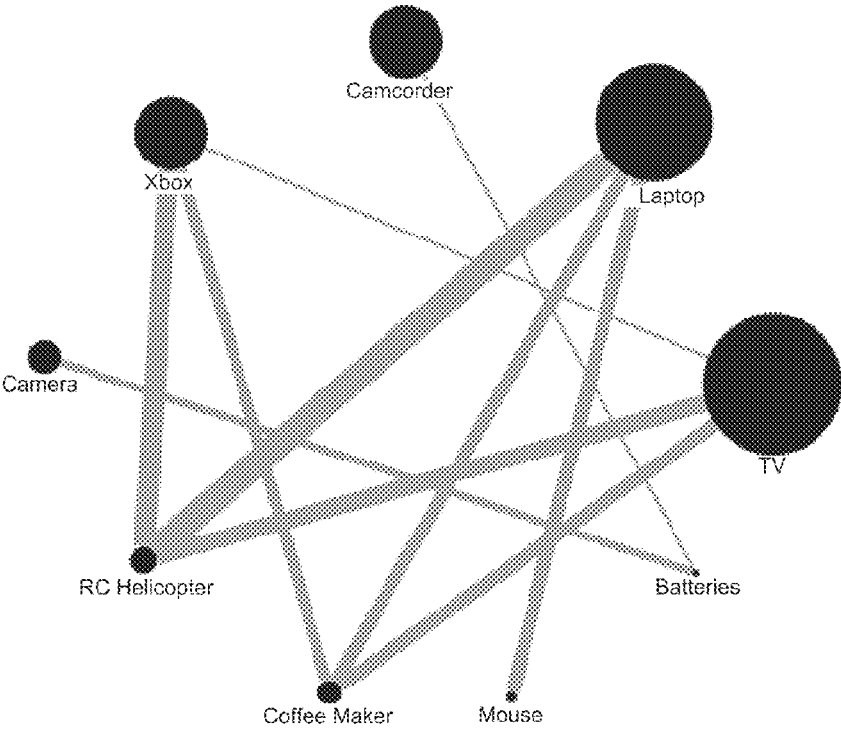 Camcorder
Xbox
Laptop
Camera
TV
RC Helicopter
Batteries
Coffee Maker
Mouse